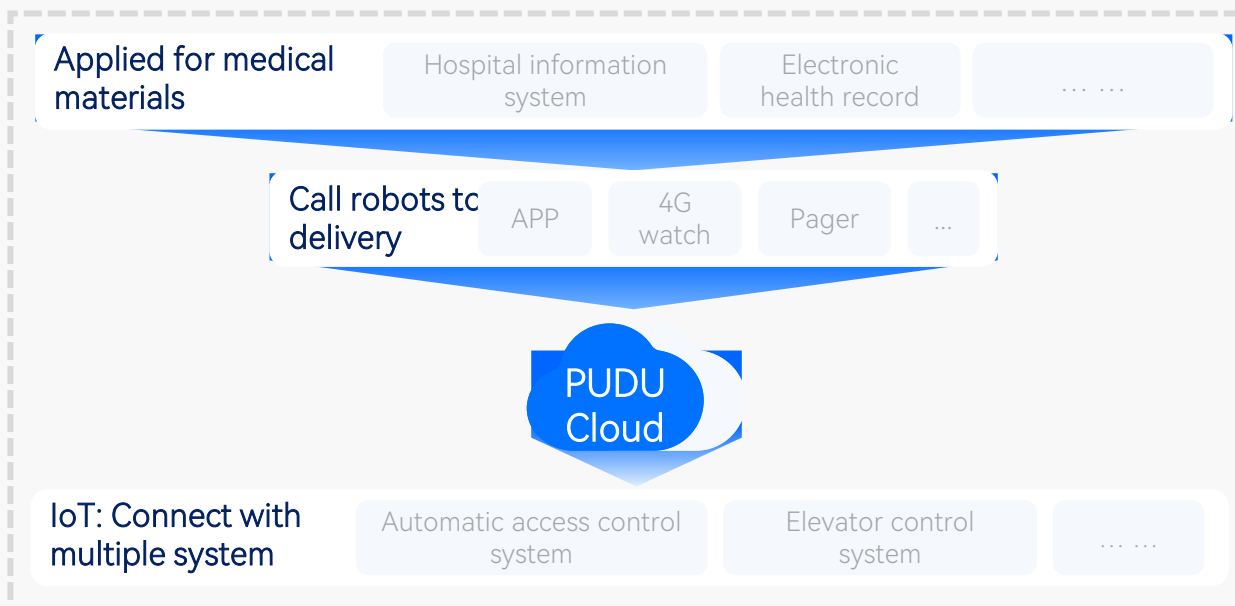 Applied for medical
materials
Hospital information
system
Electronic
health record
... ...
Call robots to
delivery
APP
4G
watch
Pager
...
PUDU
Cloud
IoT: Connect with
multiple system
Automatic access control
system
Elevator control
system
... ...